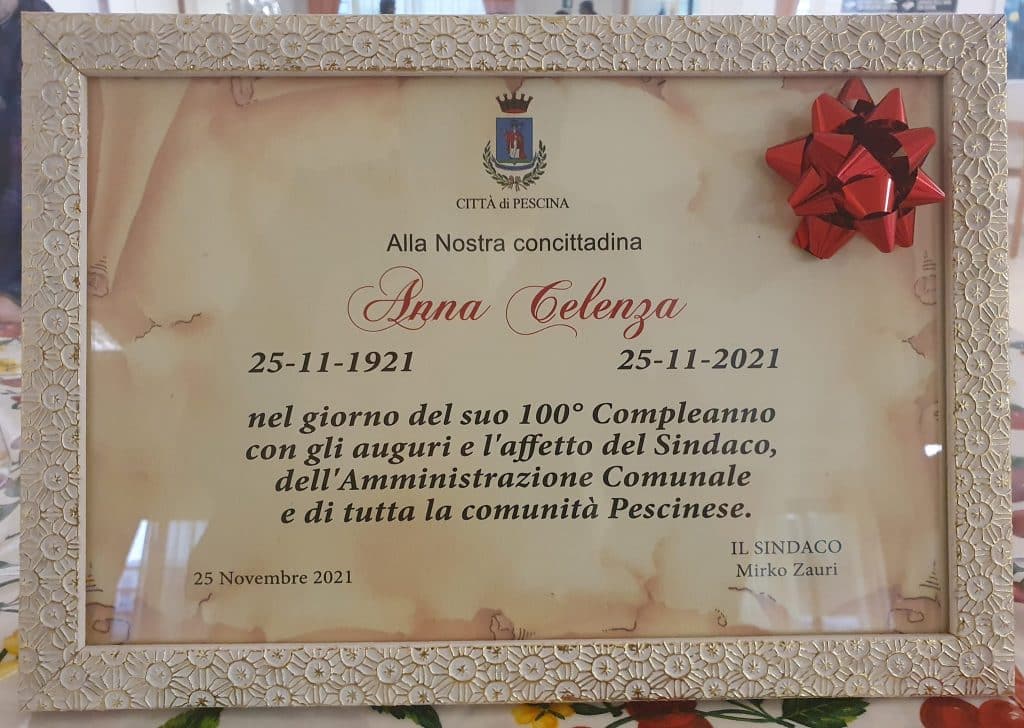 CITTÀ di PESCINA
Alla Nostra concittadina
Anna Celenza
25-11-1921 25-11-2021
nel giorno del suo 100° Compleanno
con gli auguri e l'affetto del Sindaco,
dell'Amministrazione Comunale
e di tutta la comunità Pescinese.
IL SINDACO
25 Novembre 2021 Mirko Zauri